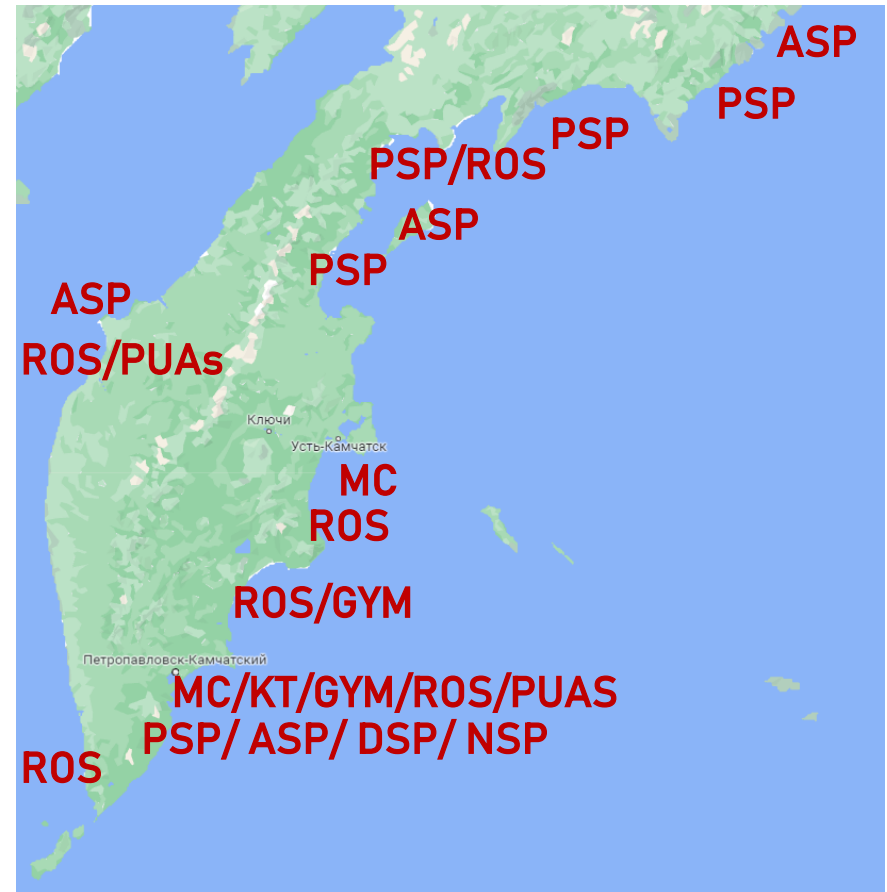 ASP
PSP
PSP
PSP/ROS
ASP
PSP
ASP
ROS/PUAs
Ключи
Усть-Камчатск
MC
ROS
ROS/GYM
Петропавловск-Камчатский
MC/KT/GYM/ROS/PUAS
PSP/ ASP/ DSP/ NSP
ROS